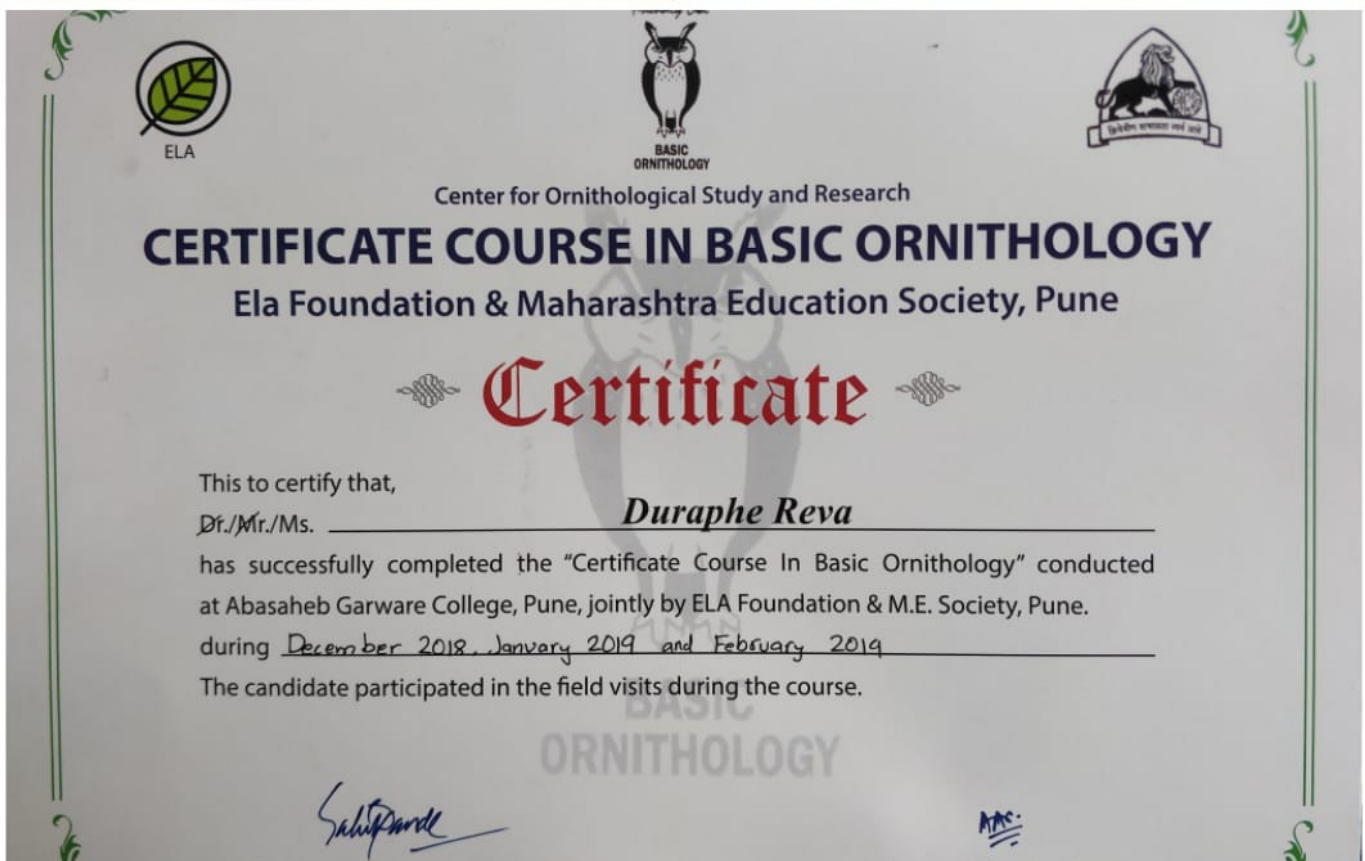 ELA
BASIC
ORNITHOLOGY
Center for Ornithological Study and Research
CERTIFICATE COURSE IN BASIC ORNITHOLOGY
Ela Foundation & Maharashtra Education Society, Pune
Certificate
This to certify that,
Dr./Mr./Ms. Duraphe Reva
has successfully completed the “Certificate Course In Basic Ornithology” conducted
at Abasaheb Garware College, Pune, jointly by ELA Foundation & M.E. Society, Pune.
during December 2018, January 2019 and February 2019
The candidate participated in the field visits during the course.
BASIC
ORNITHOLOGY